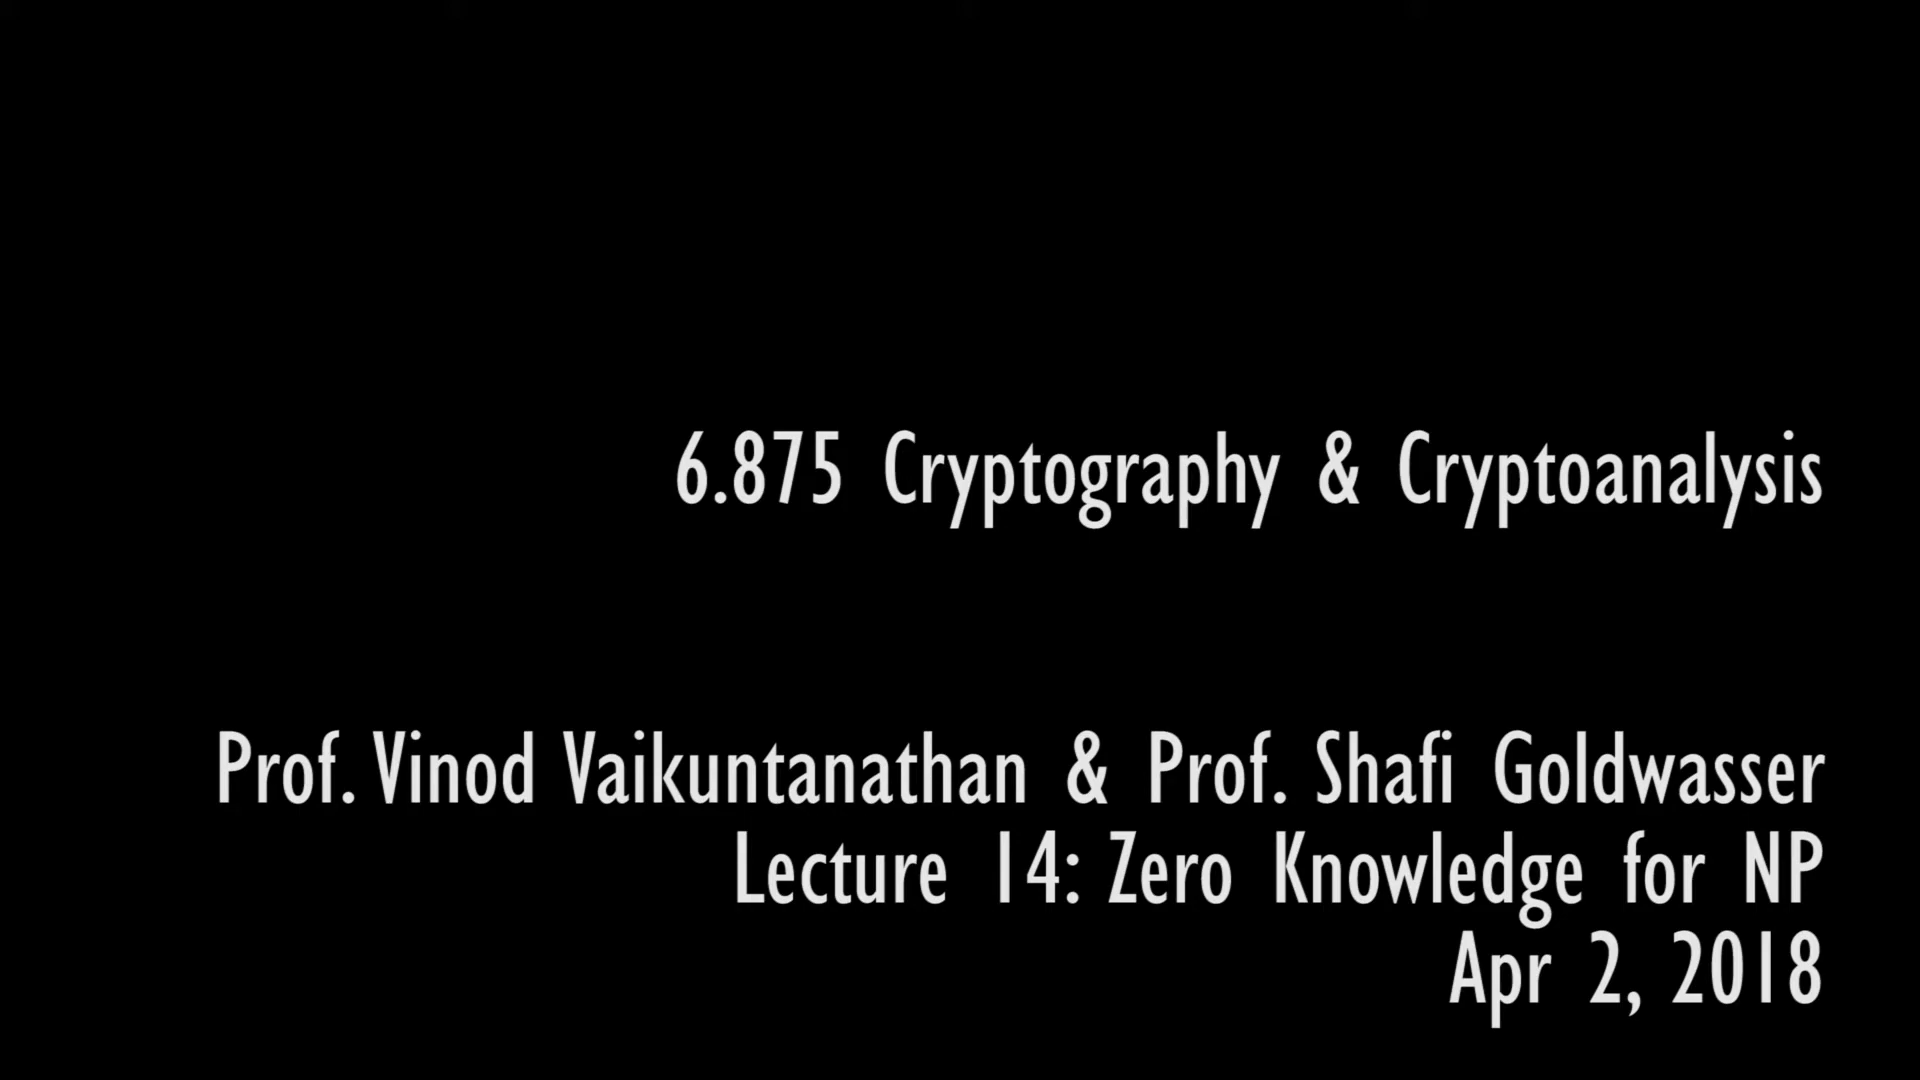 6.875 Cryptography & Cryptoanalysis
Prof. Vinod Vaikuntanathan & Prof. Shafi Goldwasser
Lecture 14: Zero Knowledge for NP
Apr 2, 2018